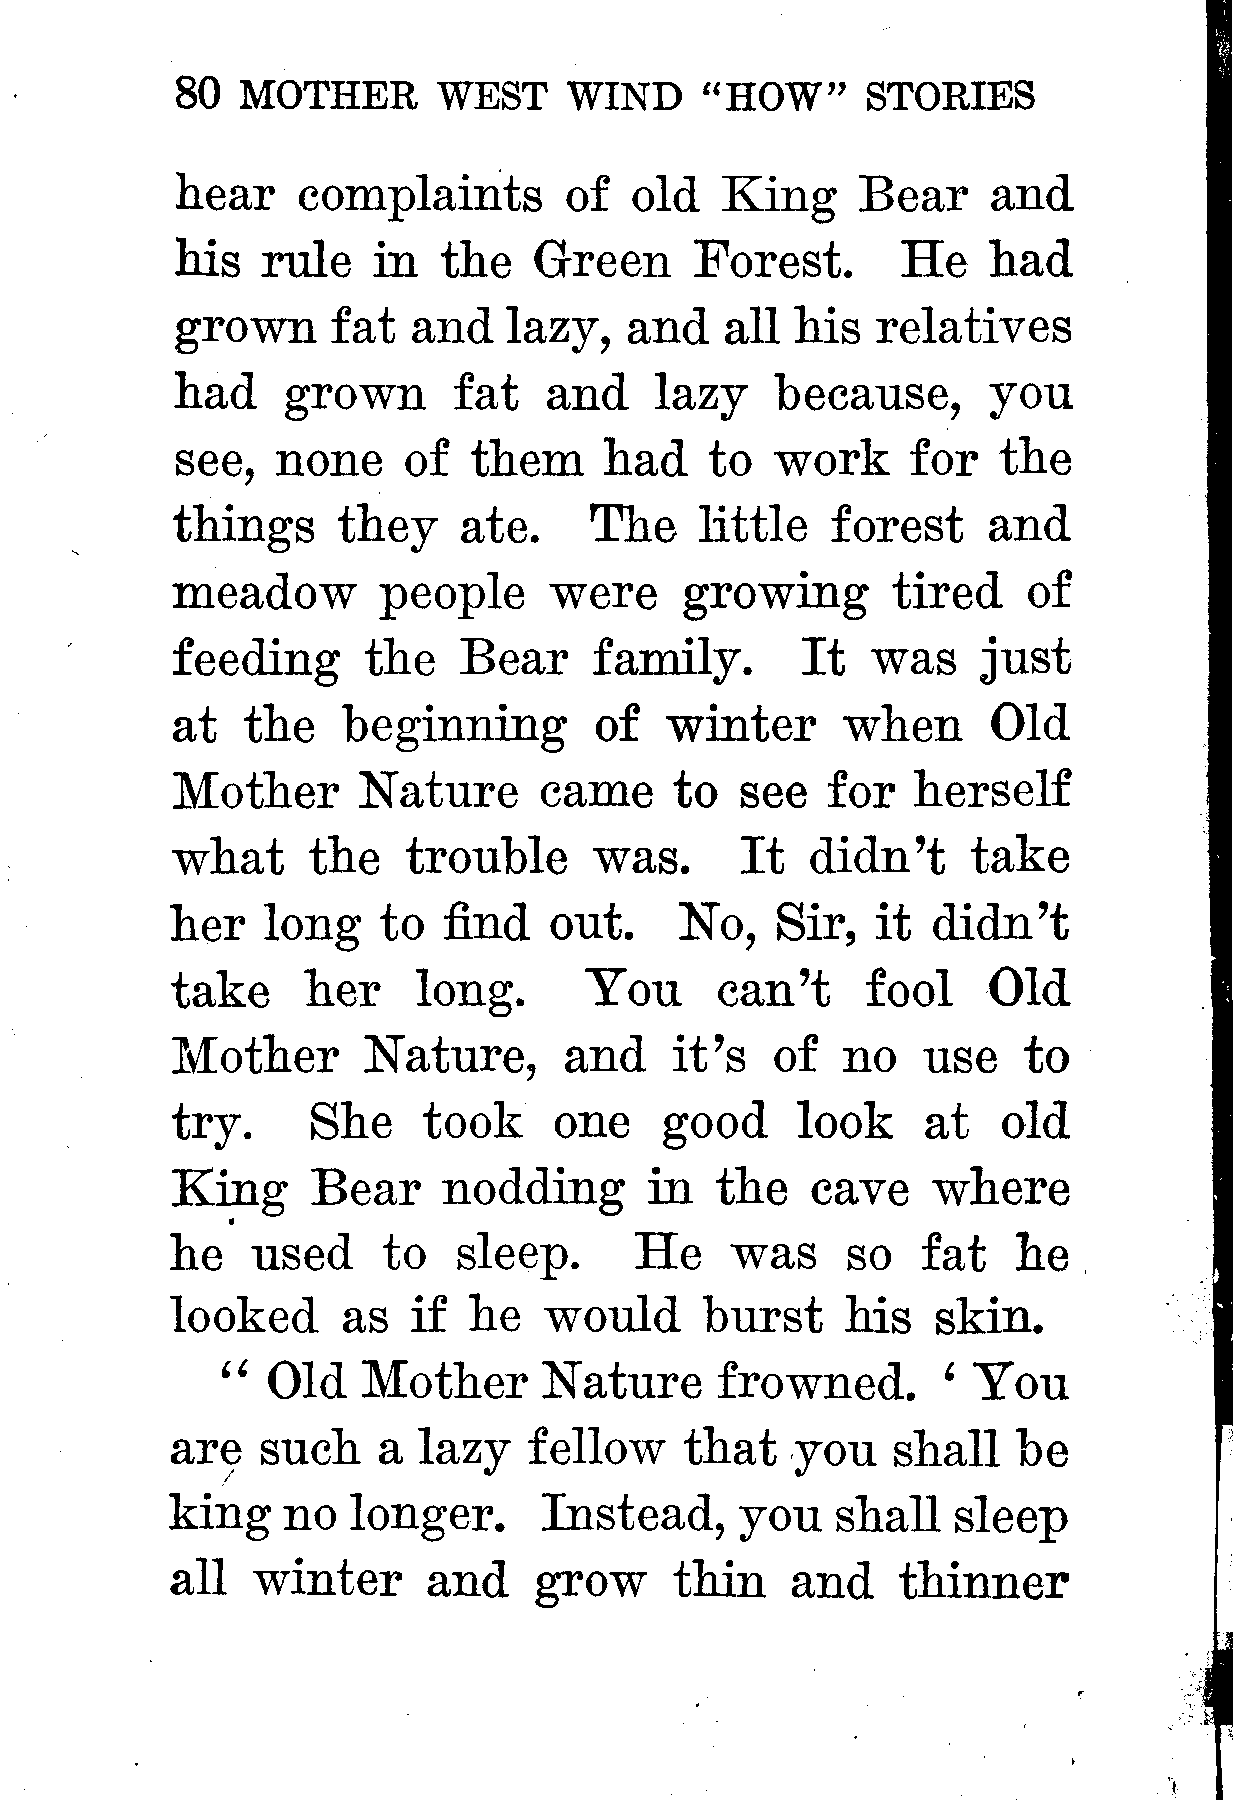 80 MOTHER WEST WIND "HOW" STORIES
hear complaints of old King Bear and
his rule in the Green Forest. He had
grown fat and lazy, and all his relatives
had grown fat and lazy because, you
see, none of them had to work for the
things they ate. The little forest and
meadow people were growing tired of
feeding the Bear family. It was just
at the beginning of winter when Old
Mother Nature came to see for herself
what the trouble was. It didn't take
her long to find out. No, Sir, it didn't
take her long. You can't fool Old
Mother Nature, and it's of no use to
try. She took one good look at old
King Bear nodding in the cave where
he used to sleep. He was so fat he
looked as if he would burst his skin.
“ Old Mother Nature frowned. ‘ You
are such a lazy fellow that you shall be
king no longer. Instead, you shall sleep
all winter and grow thin and thinner